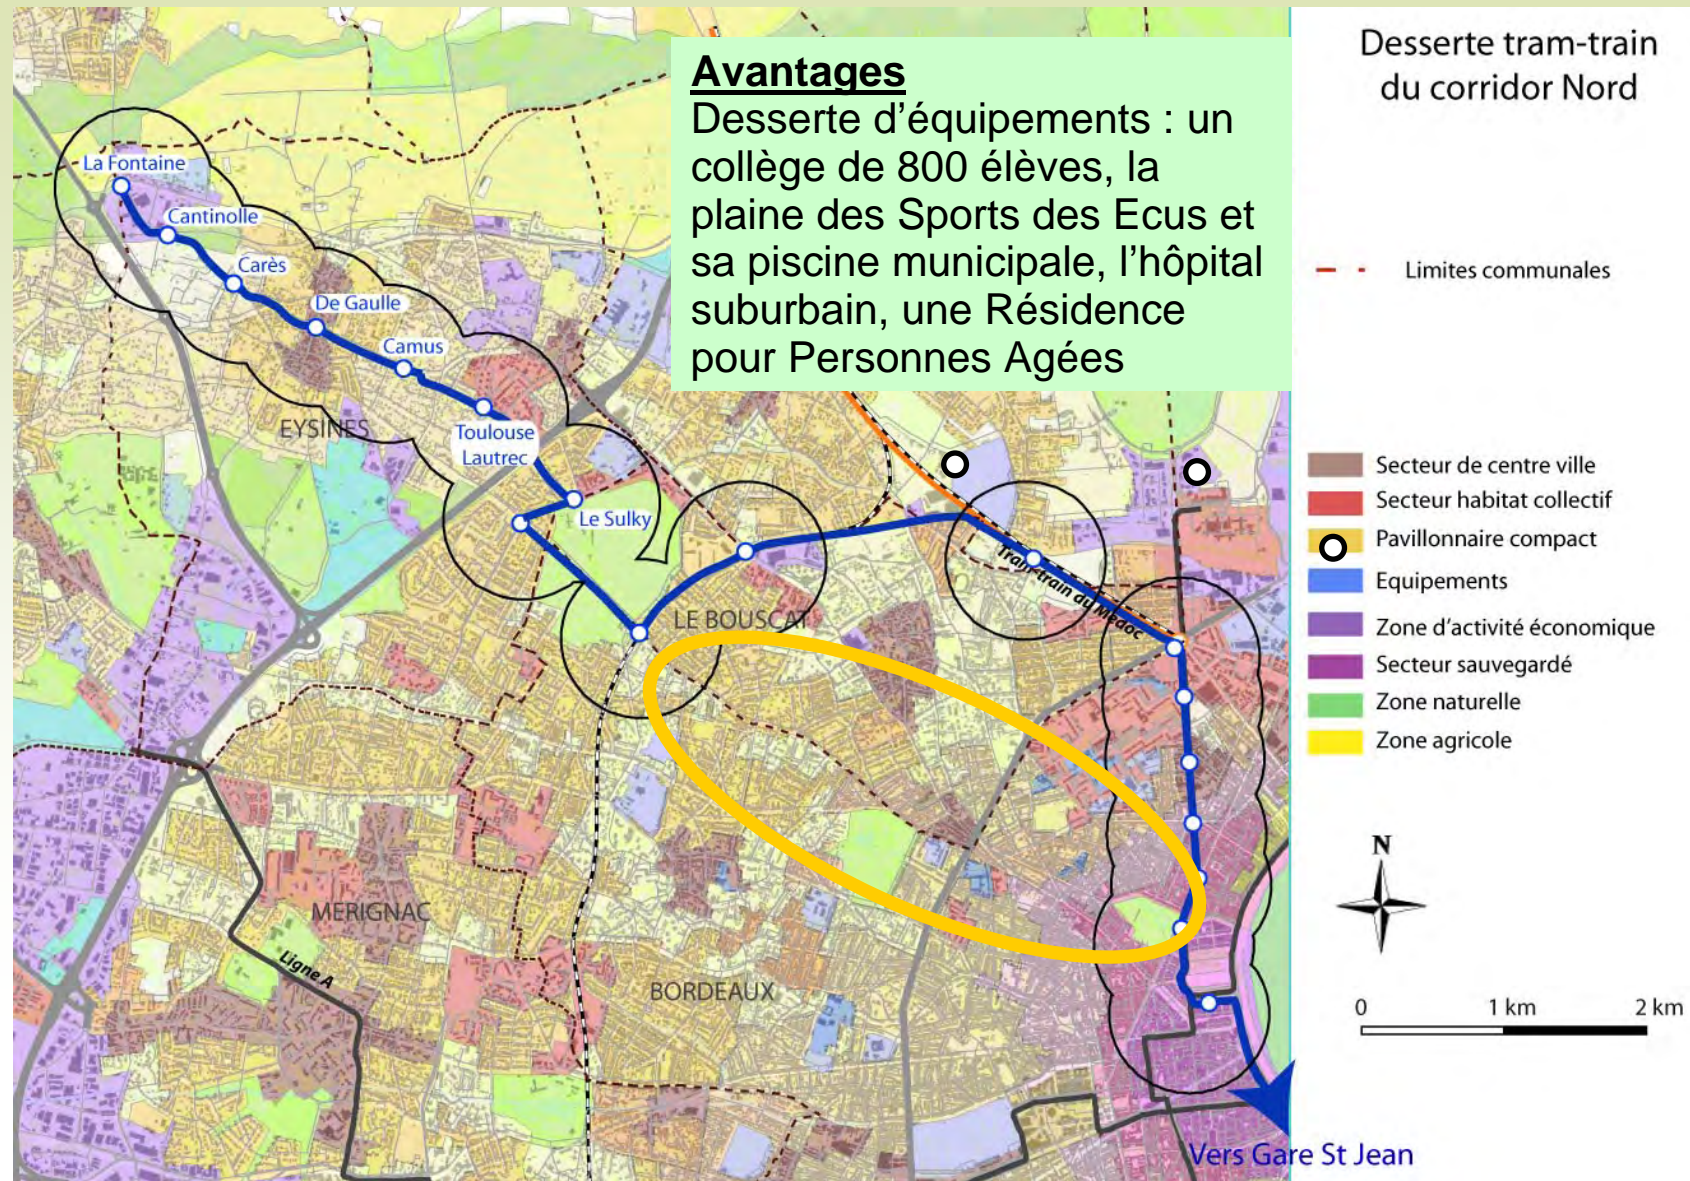 Avantages
Desserte d'équipements : un
collège de 800 élèves, la
plaine des Sports des Ecus et
sa piscine municipale, l'hôpital
suburbain, une Résidence
pour Personnes Agées
Desserte tram-train
du corridor Nord
Limites communales
Secteur de centre ville
Secteur habitat collectif
Pavillonnaire compact
Equipements
Zone d'activité économique
Secteur sauvegardé
Zone naturelle
Zone agricole
N
0 1 km 2 km
La Fontaine
Cantinolle
Carès
De Gaulle
Camus
EYSINES
Toulouse
Lautrec
Le Sulky
Tram-train du Médoc
LE BOUSCAT
MERIGNAC
Ligne A
BORDEAUX
Vers Gare St Jean